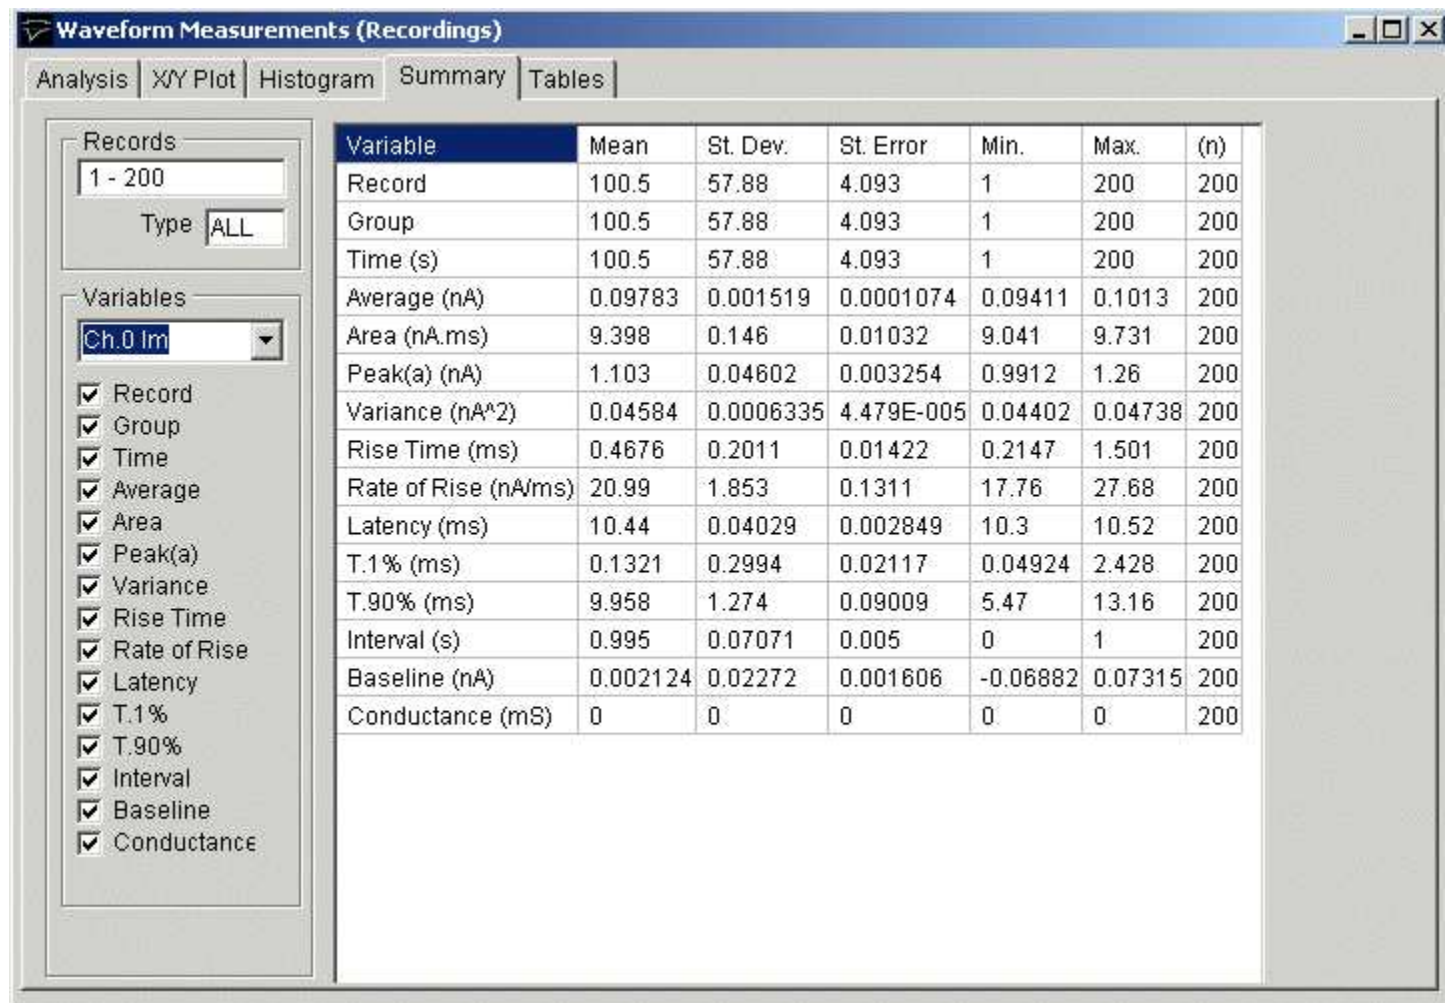 Waveform Measurements (Recordings)
Analysis X/Y Plot Histogram Summary Tables
Records
1 - 200
Type ALL
Variables
Ch.0 Im
Record
Group
Time
Average
Area
Peak(a)
Variance
Rise Time
Rate of Rise
Latency
T.1%
T.90%
Interval
Baseline
Conductance
Variable Mean St. Dev. St. Error Min. Max. (n)
Record 100.5 57.88 4.093 1 200 200
Group 100.5 57.88 4.093 1 200 200
Time (s) 100.5 57.88 4.093 1 200 200
Average (nA) 0.09783 0.001519 0.0001074 0.09411 0.1013 200
Area (nA.ms) 9.398 0.146 0.01032 9.041 9.731 200
Peak(a) (nA) 1.103 0.04602 0.003254 0.9912 1.26 200
Variance (nA^2) 0.04584 0.0006335 4.479E-005 0.04402 0.04738 200
Rise Time (ms) 0.4676 0.2011 0.01422 0.2147 1.501 200
Rate of Rise (nA/ms) 20.99 1.853 0.1311 17.76 27.68 200
Latency (ms) 10.44 0.04029 0.002849 10.3 10.52 200
T.1% (ms) 0.1321 0.2994 0.02117 0.04924 2.428 200
T.90% (ms) 9.958 1.274 0.09009 5.47 13.16 200
Interval (s) 0.995 0.07071 0.005 0 1 200
Baseline (nA) 0.002124 0.02272 0.001606 -0.06882 0.07315 200
Conductance (mS) 0 0 0 0 0 200